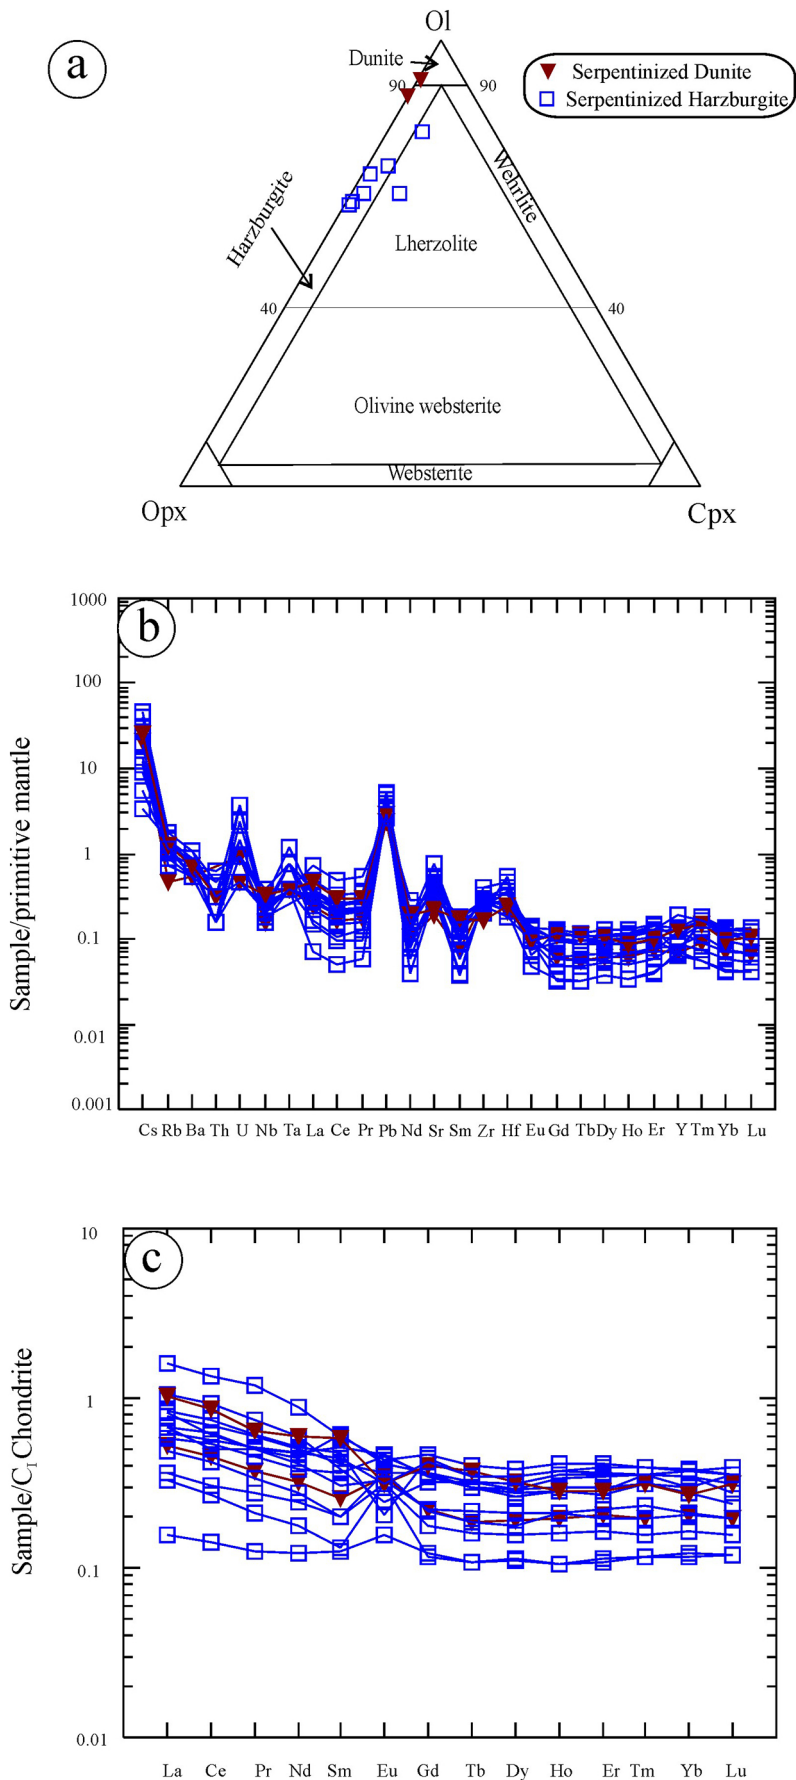 a
Ol
Dunite
90
90
Serpentinized Dunite
Serpentinized Harzburgite
Wehrlite
Harzburgite
Lherzolite
40
40
Olivine websterite
Websterite
Opx
Cpx
b
1000
100
10
1
0.1
0.01
0.001
Sample/primitive mantle
Cs Rb Ba Th U Nb Ta La Ce Pr Pb Nd Sr Sm Zr Hf Eu Gd Tb Dy Ho Er Y Tm Yb Lu
c
10
1
0.1
0.01
Sample/CI Chondrite
La Ce Pr Nd Sm Eu Gd Tb Dy Ho Er Tm Yb Lu